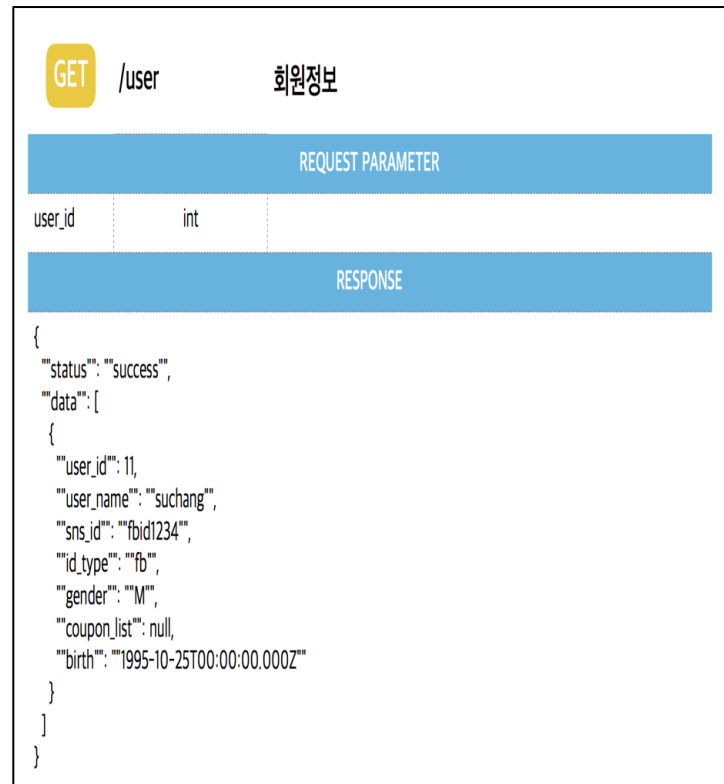 GET /user 회원정보
REQUEST PARAMETER
user_id int
RESPONSE
{
""status"": ""success"",
""data"": [
{
""user_id"": 11,
""user_name"": ""suchang"",
""sns_id"": ""fbid1234"",
""id_type"": ""fb"",
""gender"": ""M"",
""coupon_list"": null,
""birth"": ""1995-10-25T00:00:00.000Z""
}
]
}